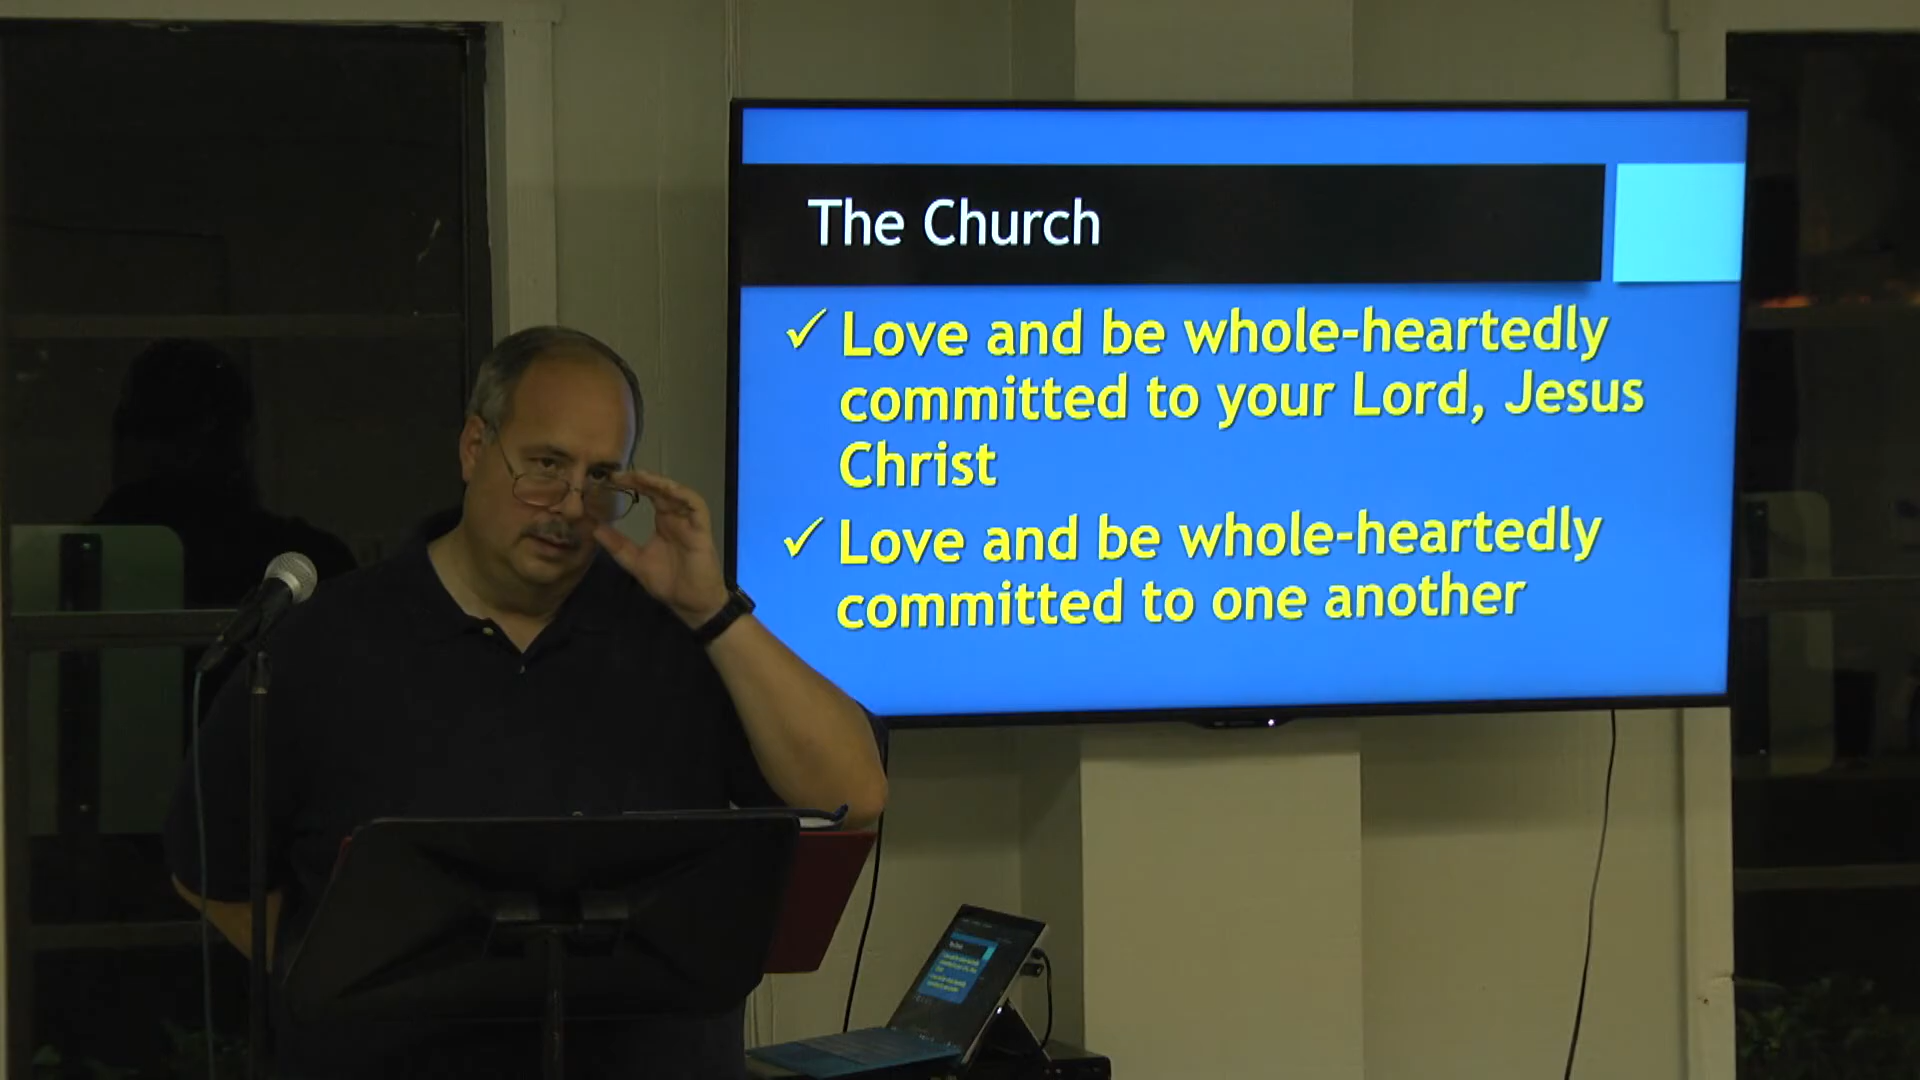 The Church
✓ Love and be whole-heartedly
committed to your Lord, Jesus
Christ
✓ Love and be whole-heartedly
committed to one another